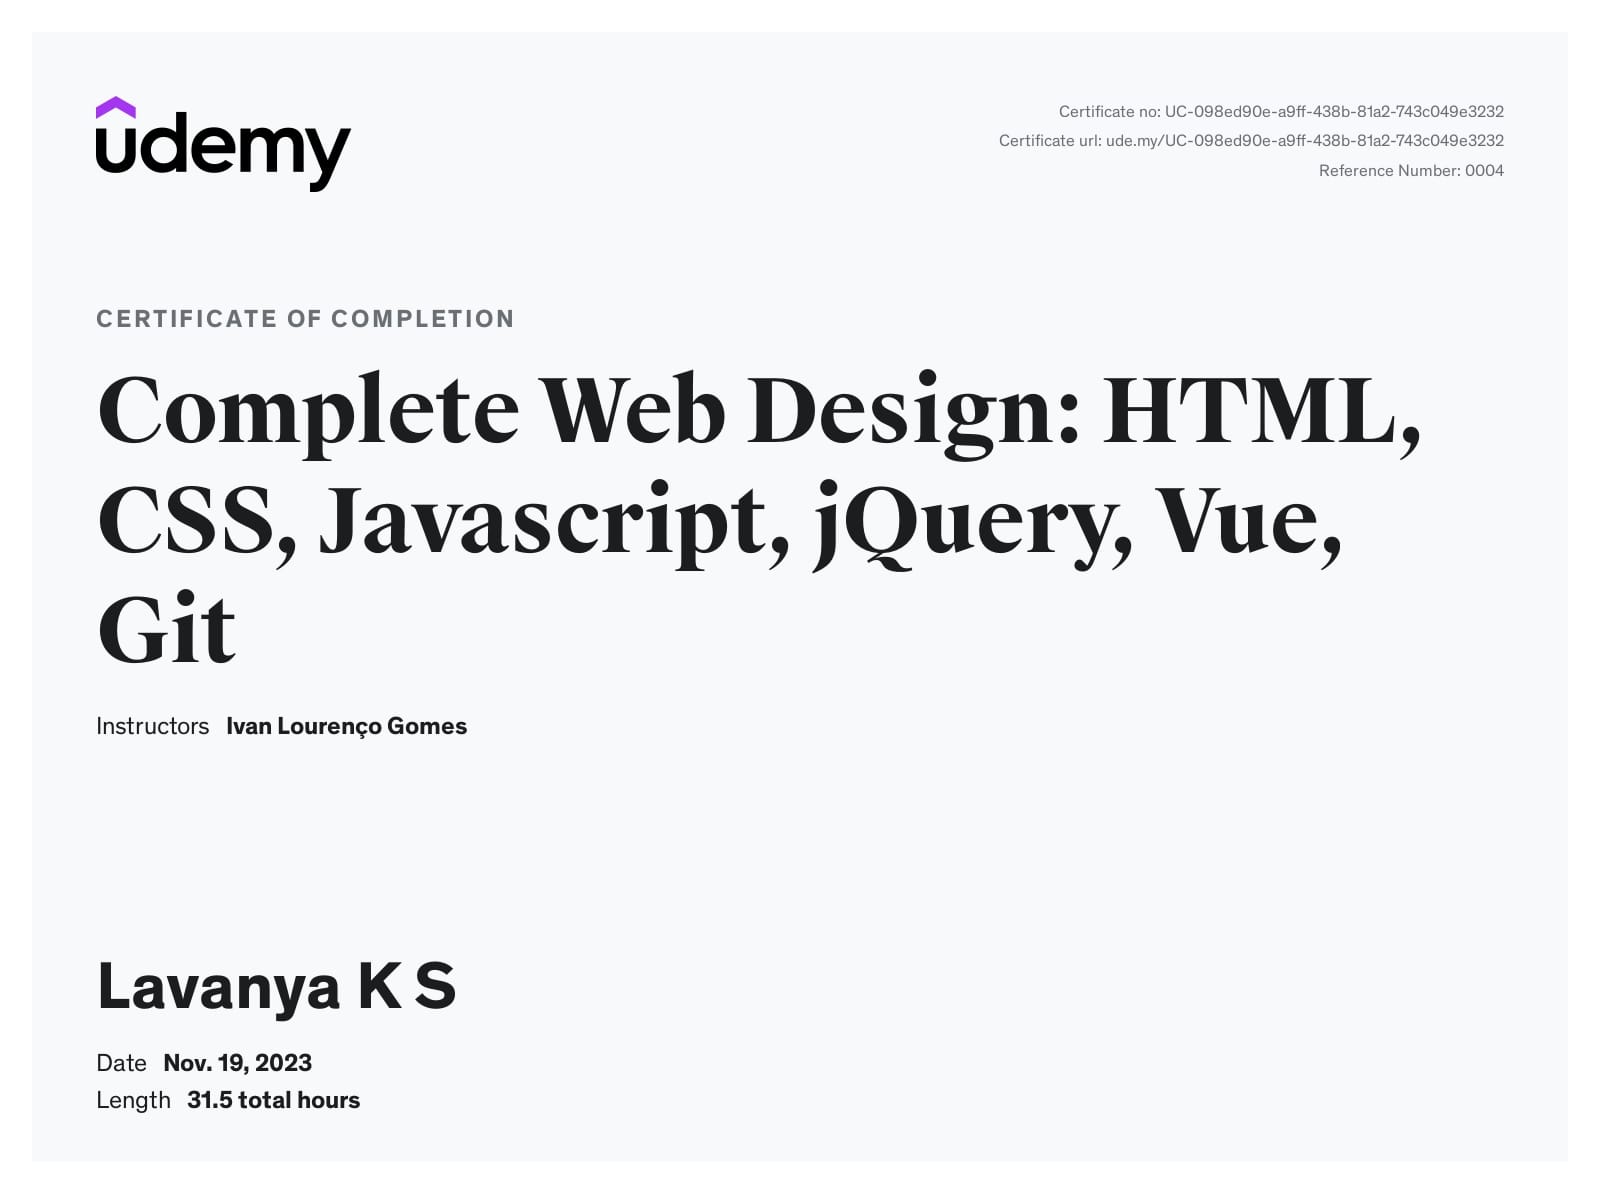 udemy
Certificate no: UC-098ed90e-a9ff-438b-81a2-743c049e3232
Certificate url: ude.my/UC-098ed90e-a9ff-438b-81a2-743c049e3232
Reference Number: 0004
CERTIFICATE OF COMPLETION
Complete Web Design: HTML,
CSS, Javascript, jQuery, Vue,
Git
Instructors Ivan Lourenço Gomes
Lavanya K S
Date Nov. 19, 2023
Length 31.5 total hours